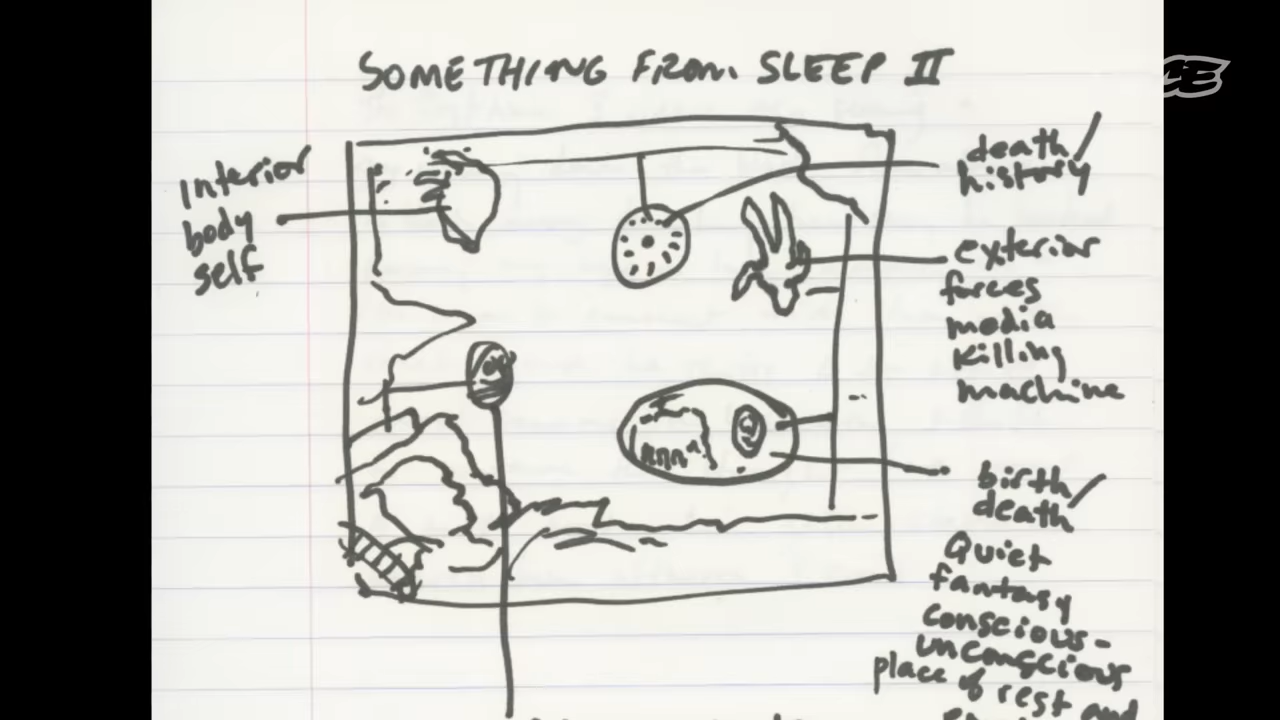 SOMETHING FROM SLEEP II
Interior
body
self
death/
history
exterior
forces
media
killing
machine
birth/
death
Quiet
fantasy
conscious-
unconscious
place of rest and